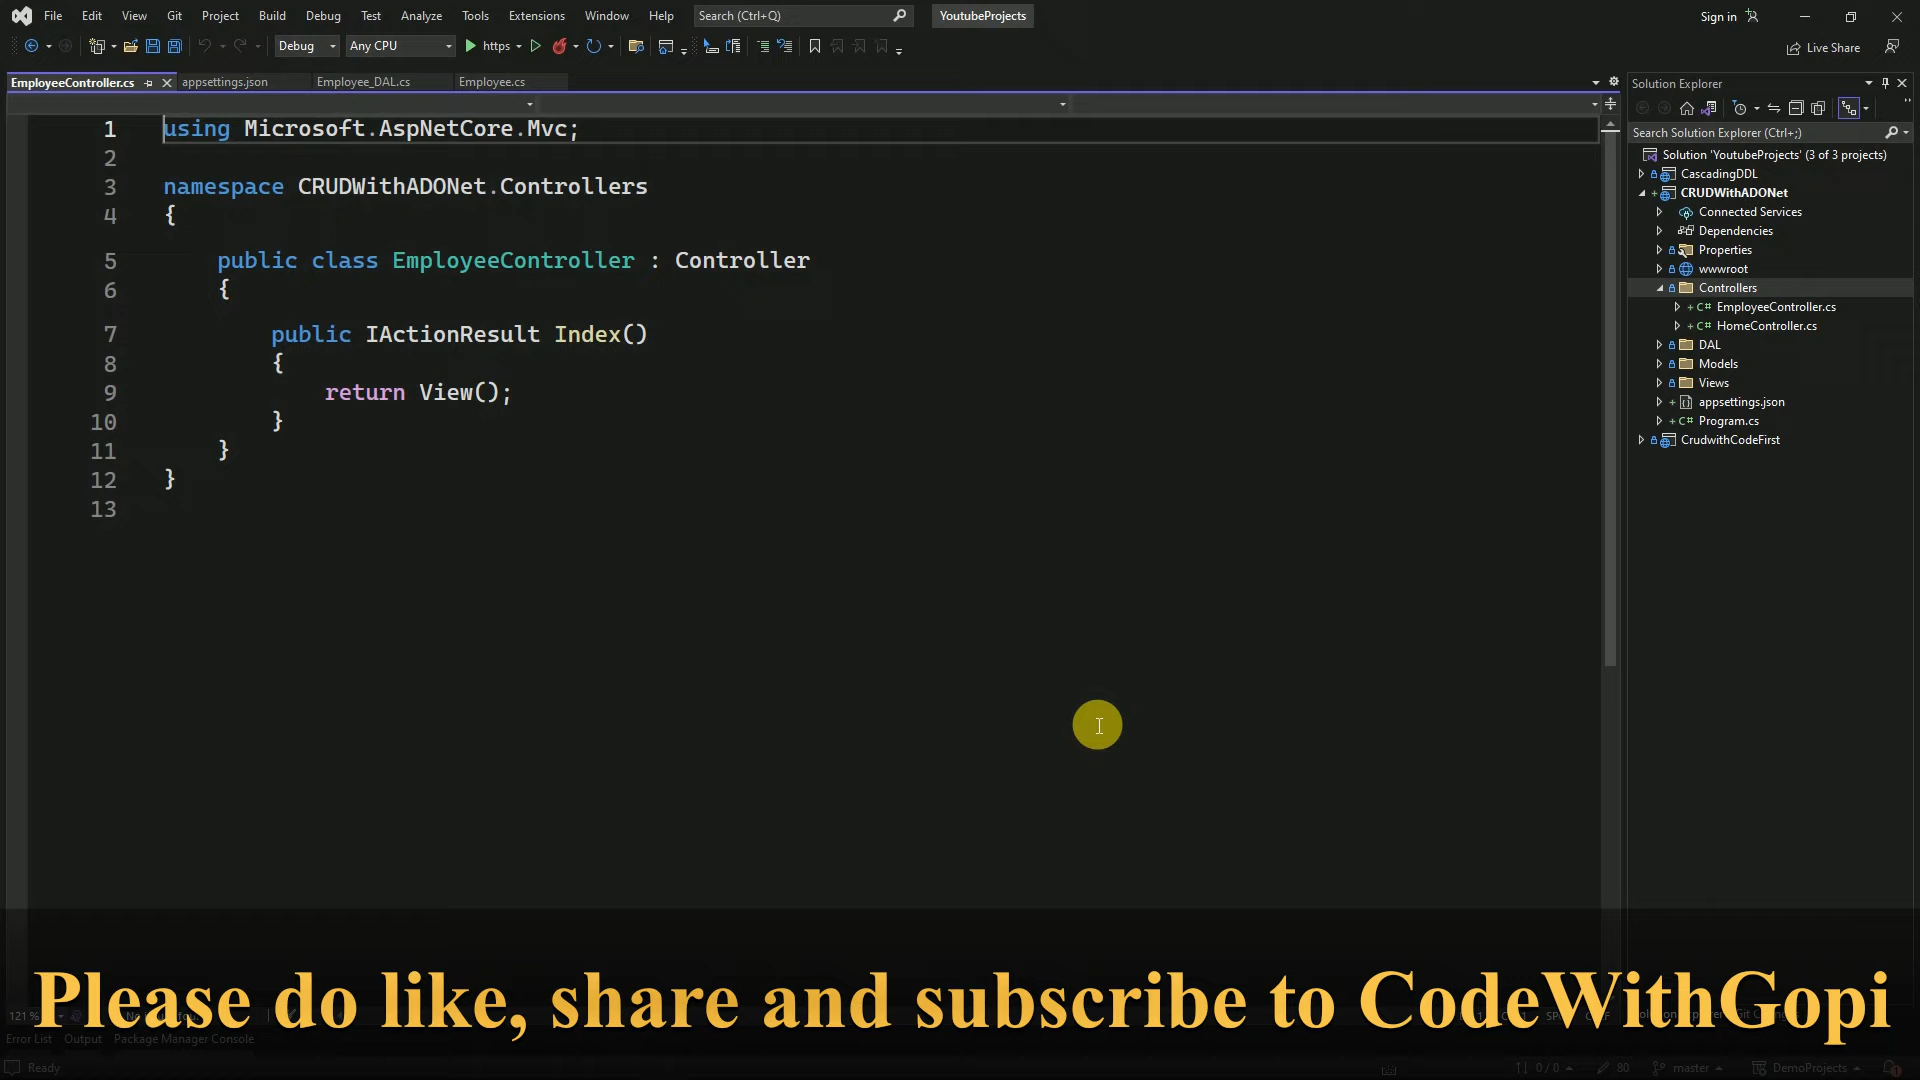 File Edit View Git Project Build Debug Test Analyze Tools Extensions Window Help Search (Ctrl+Q) YoutubeProjects Sign in
Debug Any CPU https Live Share
EmployeeController.cs appsettings.json Employee_DAL.cs Employee.cs
1 using Microsoft.AspNetCore.Mvc;
2
3 namespace CRUDWithADONet.Controllers
4 {
5 public class EmployeeController : Controller
6 {
7 public IActionResult Index()
8 {
9 return View();
10 }
11 }
12 }
13
Solution Explorer
Search Solution Explorer (Ctrl+;)
Solution 'YoutubeProjects' (3 of 3 projects)
CascadingDDL
CRUDWithADONet
Connected Services
Dependencies
Properties
wwwroot
Controllers
C# EmployeeController.cs
C# HomeController.cs
DAL
Models
Views
appsettings.json
C# Program.cs
CrudwithCodeFirst
Please do like, share and subscribe to CodeWithGopi
121 %
Error List Output Package Manager Console
Ready 0 / 0 80 master DemoProjects